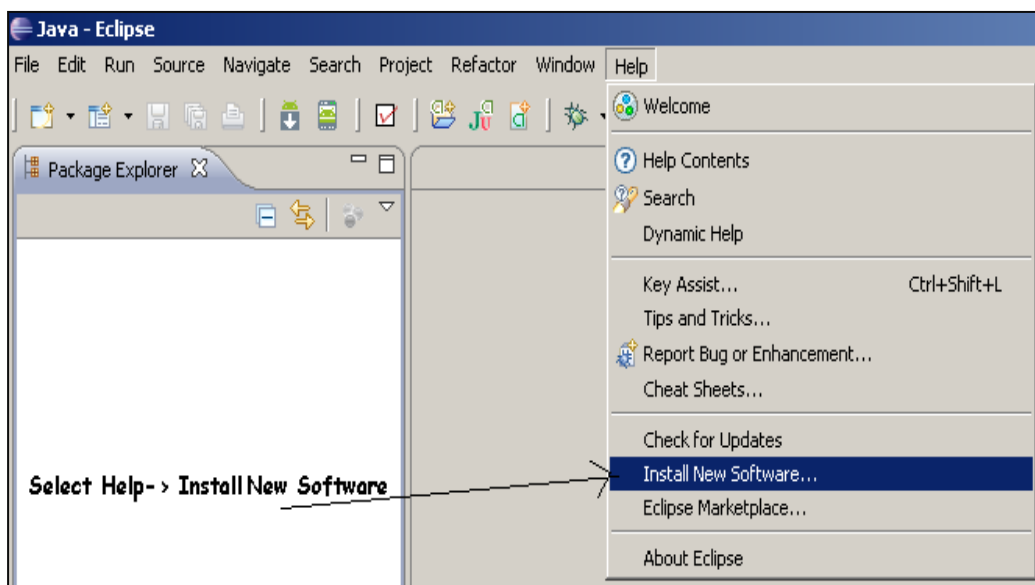 Java - Eclipse
File Edit Run Source Navigate Search Project Refactor Window Help
Package Explorer
Welcome
Help Contents
Search
Dynamic Help
Key Assist... Ctrl+Shift+L
Tips and Tricks...
Report Bug or Enhancement...
Cheat Sheets...
Check for Updates
Install New Software...
Eclipse Marketplace...
About Eclipse
Select Help-> Install New Software